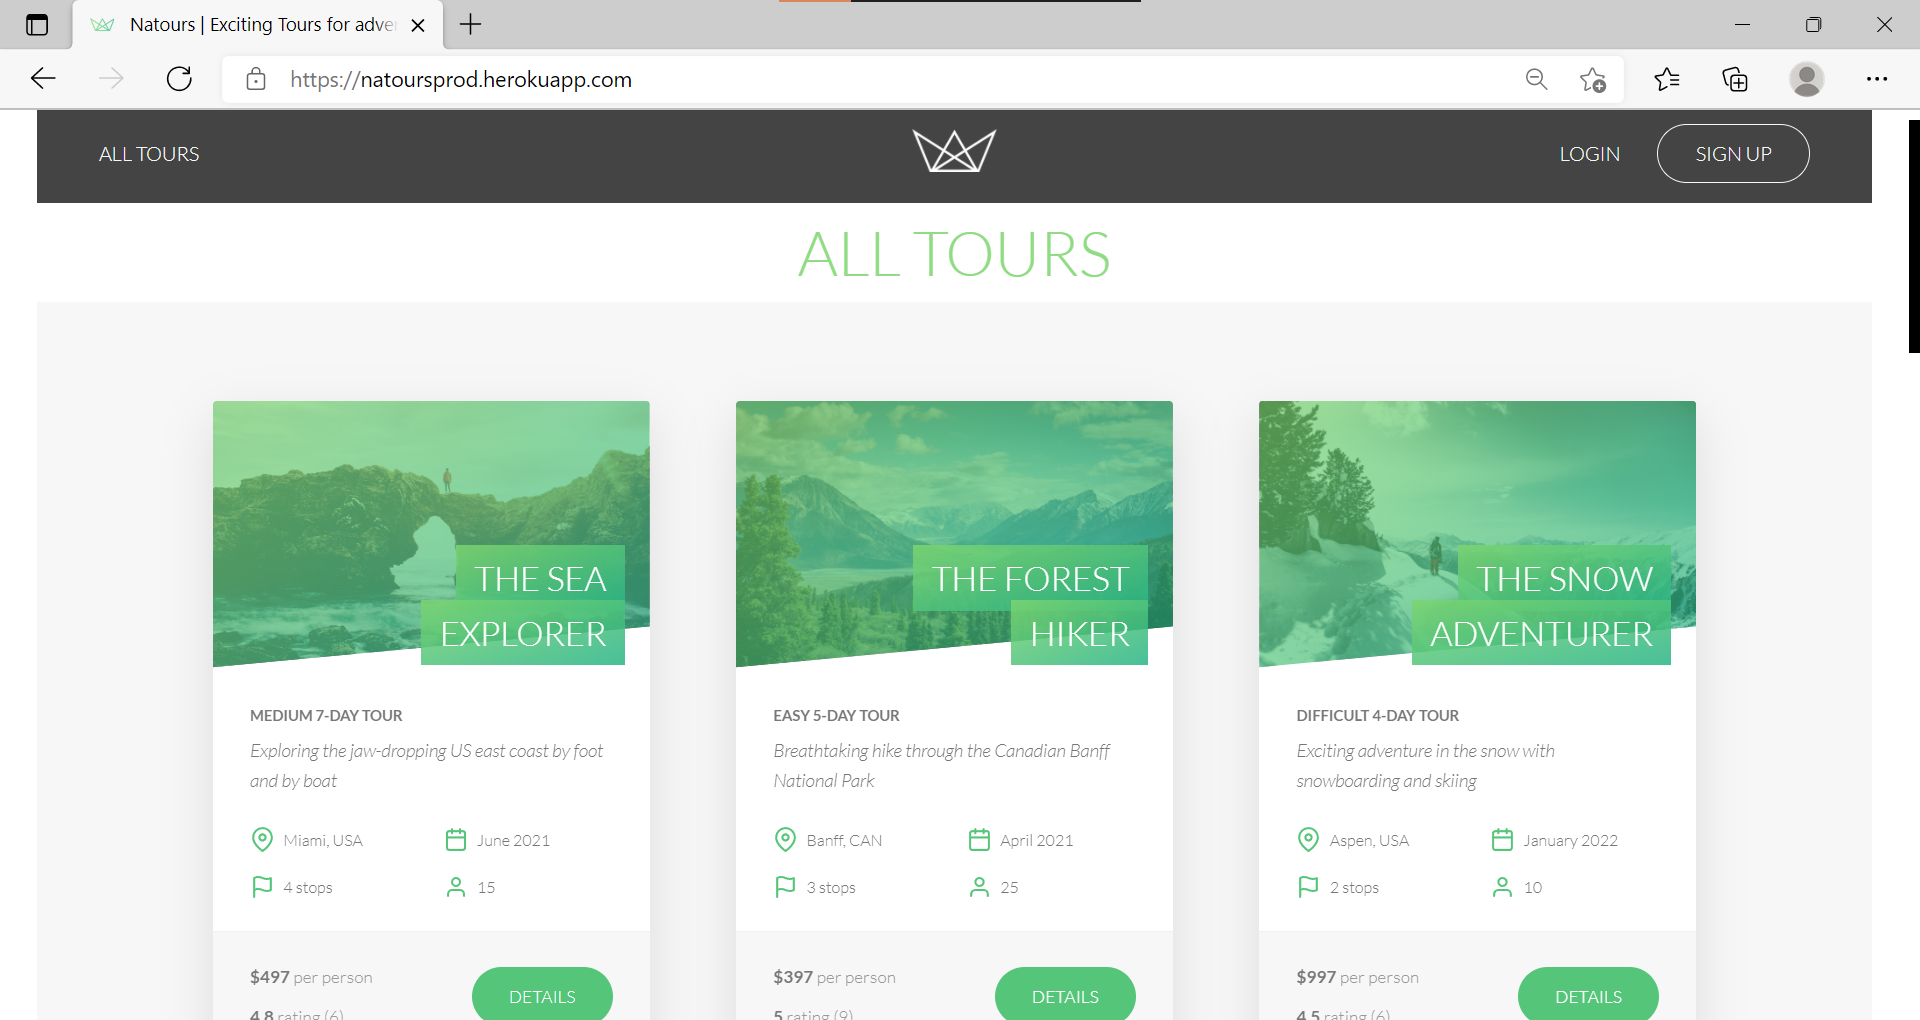 Natours | Exciting Tours for adve
https://natoursprod.herokuapp.com
ALL TOURS
LOGIN
SIGN UP
ALL TOURS
THE SEA
EXPLORER
MEDIUM 7-DAY TOUR
Exploring the jaw-dropping US east coast by foot
and by boat
Miami, USA
June 2021
4 stops
15
$497 per person
4.8 rating (6)
DETAILS
THE FOREST
HIKER
EASY 5-DAY TOUR
Breathtaking hike through the Canadian Banff
National Park
Banff, CAN
April 2021
3 stops
25
$397 per person
5 rating (9)
DETAILS
THE SNOW
ADVENTURER
DIFFICULT 4-DAY TOUR
Exciting adventure in the snow with
snowboarding and skiing
Aspen, USA
January 2022
2 stops
10
$997 per person
4.5 rating (6)
DETAILS